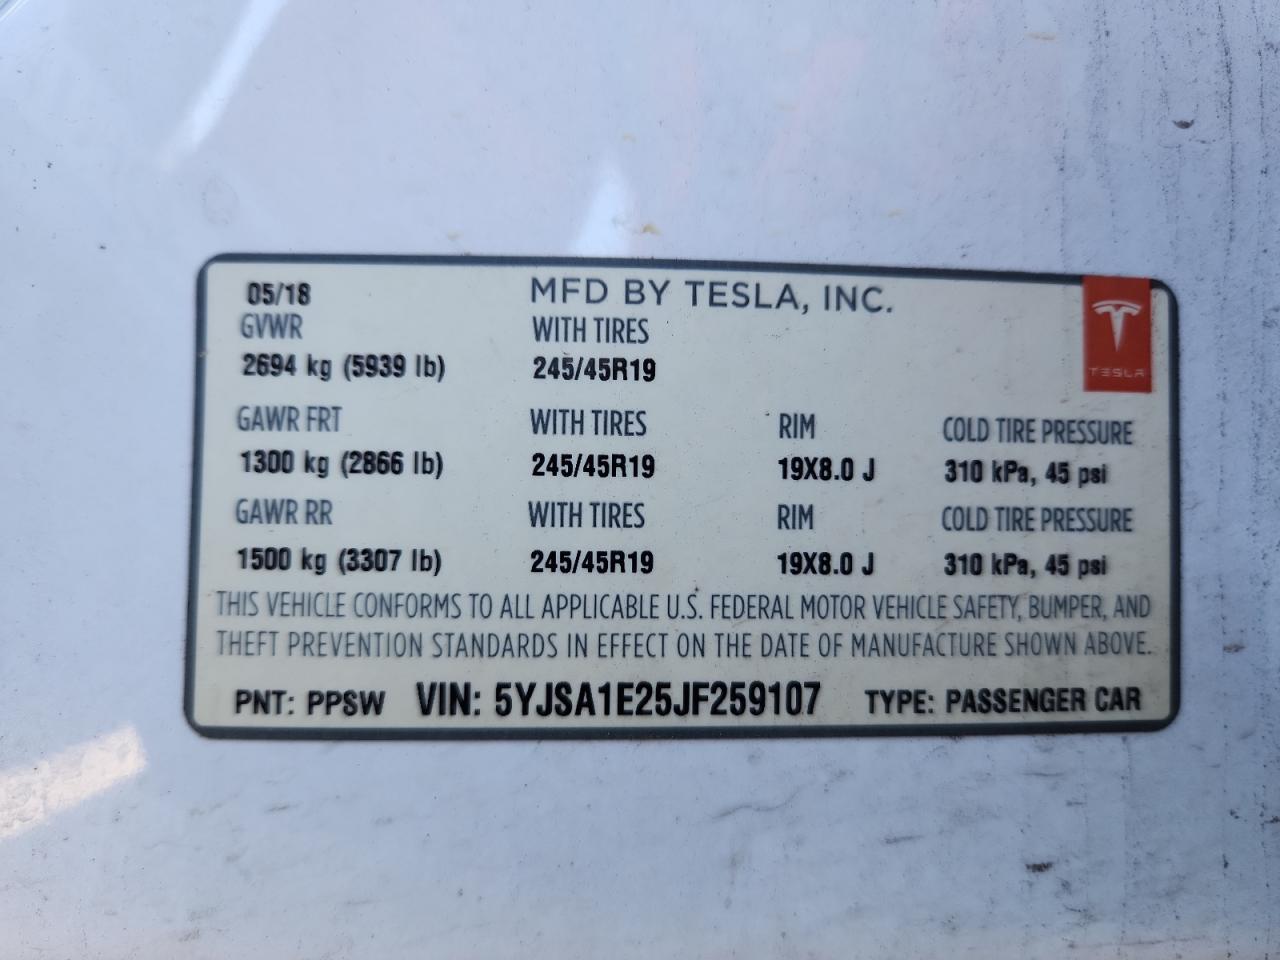 05/18 MFD BY TESLA, INC.
GVWR WITH TIRES
2694 kg (5939 lb) 245/45R19
TESLA
GAWR FRT WITH TIRES RIM COLD TIRE PRESSURE
1300 kg (2866 lb) 245/45R19 19X8.0 J 310 kPa, 45 psi
GAWR RR WITH TIRES RIM COLD TIRE PRESSURE
1500 kg (3307 lb) 245/45R19 19X8.0 J 310 kPa, 45 psi
THIS VEHICLE CONFORMS TO ALL APPLICABLE U.S. FEDERAL MOTOR VEHICLE SAFETY, BUMPER, AND
THEFT PREVENTION STANDARDS IN EFFECT ON THE DATE OF MANUFACTURE SHOWN ABOVE.
PNT: PPSW VIN: 5YJSA1E25JF259107 TYPE: PASSENGER CAR